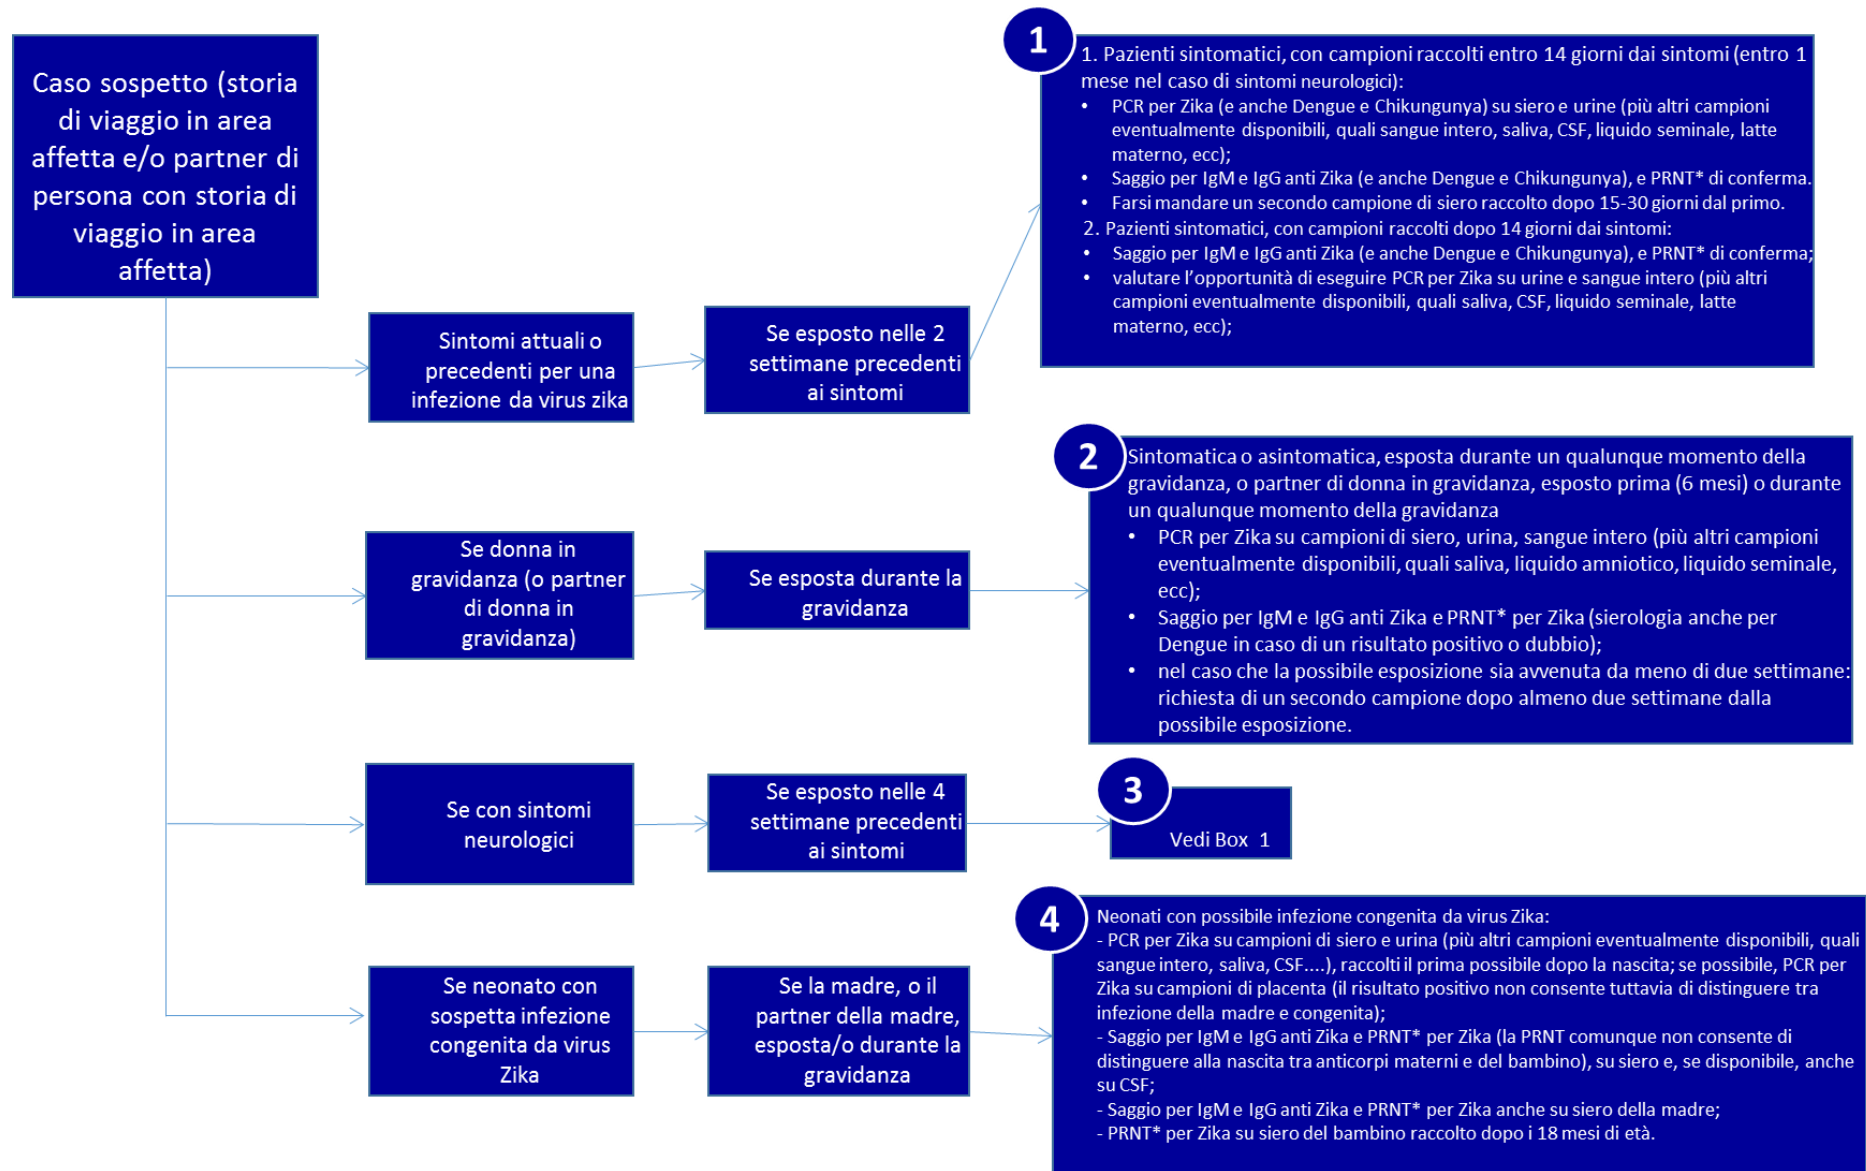 Caso sospetto (storia
di viaggio in area
affetta e/o partner di
persona con storia di
viaggio in area
affetta)
Sintomi attuali o
precedenti per una
infezione da virus zika
Se esposto nelle 2
settimane precedenti
ai sintomi
1
1. Pazienti sintomatici, con campioni raccolti entro 14 giorni dai sintomi (entro 1
mese nel caso di sintomi neurologici):
• PCR per Zika (e anche Dengue e Chikungunya) su siero e urine (più altri campioni
eventualmente disponibili, quali sangue intero, saliva, CSF, liquido seminale, latte
materno, ecc);
• Saggio per IgM e IgG anti Zika (e anche Dengue e Chikungunya), e PRNT* di conferma.
• Farsi mandare un secondo campione di siero raccolto dopo 15-30 giorni dal primo.
2. Pazienti sintomatici, con campioni raccolti dopo 14 giorni dai sintomi:
• Saggio per IgM e IgG anti Zika (e anche Dengue e Chikungunya), e PRNT* di conferma;
• valutare l’opportunità di eseguire PCR per Zika su urine e sangue intero (più altri
campioni eventualmente disponibili, quali saliva, CSF, liquido seminale, latte
materno, ecc);
Se donna in
gravidanza (o partner
di donna in
gravidanza)
Se esposta durante la
gravidanza
2
Sintomatica o asintomatica, esposta durante un qualunque momento della
gravidanza, o partner di donna in gravidanza, esposto prima (6 mesi) o durante
un qualunque momento della gravidanza
• PCR per Zika su campioni di siero, urina, sangue intero (più altri campioni
eventualmente disponibili, quali saliva, liquido amniotico, liquido seminale,
ecc);
• Saggio per IgM e IgG anti Zika e PRNT* per Zika (sierologia anche per
Dengue in caso di un risultato positivo o dubbio);
• nel caso che la possibile esposizione sia avvenuta da meno di due settimane:
richiesta di un secondo campione dopo almeno due settimane dalla
possibile esposizione.
Se con sintomi
neurologici
Se esposto nelle 4
settimane precedenti
ai sintomi
3
Vedi Box 1
Se neonato con
sospetta infezione
congenita da virus
Zika
Se la madre, o il
partner della madre,
esposta/o durante la
gravidanza
4
Neonati con possibile infezione congenita da virus Zika:
- PCR per Zika su campioni di siero e urina (più altri campioni eventualmente disponibili, quali
sangue intero, saliva, CSF....), raccolti il prima possibile dopo la nascita; se possibile, PCR per
Zika su campioni di placenta (il risultato positivo non consente tuttavia di distinguere tra
infezione della madre e congenita);
- Saggio per IgM e IgG anti Zika e PRNT* per Zika (la PRNT comunque non consente di
distinguere alla nascita tra anticorpi materni e del bambino), su siero e, se disponibile, anche
su CSF;
- Saggio per IgM e IgG anti Zika e PRNT* per Zika anche su siero della madre;
- PRNT* per Zika su siero del bambino raccolto dopo i 18 mesi di età.